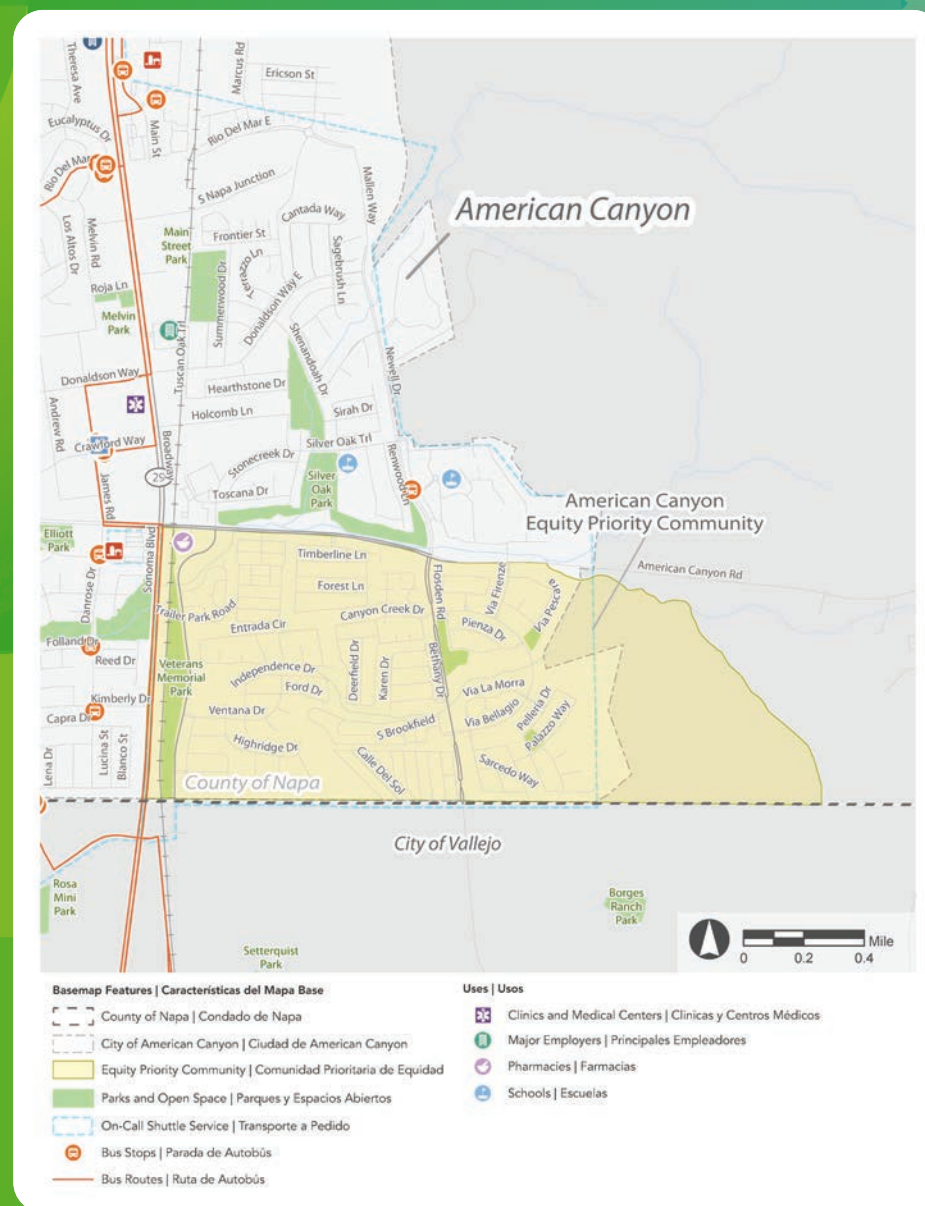 Theresa Ave
Marcus Rd
Ericson St
Eucalyptus Dr
Main St
Rio Del Mar E
Rio Del Mar
Mallen Way
S Napa Junction
Cantada Way
American Canyon
Los Altos Dr
Melvin Rd
Main
Street
Park
Frontier St
Terrazzo Ln
Sagebrush Ln
Roja Ln
Summerwood Dr
Donaldson Way E
Melvin
Park
Tuscan Oak Trl
Shenandoah Dr
Newell Dr
Donaldson Way
Hearthstone Dr
Andrew Rd
Holcomb Ln
Sirah Dr
Crawford Way
Broadway
Silver Oak Trl
Stonecreek Dr
Renwood Ln
29
James Rd
Toscana Dr
Silver
Oak
Park
American Canyon
Equity Priority Community
Elliott
Park
Sonoma Blvd
Timberline Ln
American Canyon Rd
Danrose Dr
Forest Ln
Flosden Rd
Via Firenze
Via Pescara
Trailer Park Road
Canyon Creek Dr
Entrada Cir
Pienza Dr
Folland Dr
Reed Dr
Veterans
Memorial
Park
Independence Dr
Deerfield Dr
Karen Dr
Bethany Dr
Ford Dr
Via La Morra
Kimberly Dr
Ventana Dr
Capra Dr
S Brookfield
Via Bellagio
Pelleria Dr
Palazzo Way
Lena Dr
Lucina St
Blanco St
Highridge Dr
Calle Del Sol
Sarcedo Way
County of Napa
City of Vallejo
Rosa
Mini
Park
Borges
Ranch
Park
Setterquist
Park
Mile
0 0.2 0.4
Basemap Features | Características del Mapa Base
County of Napa | Condado de Napa
City of American Canyon | Ciudad de American Canyon
Equity Priority Community | Comunidad Prioritaria de Equidad
Parks and Open Space | Parques y Espacios Abiertos
On-Call Shuttle Service | Transporte a Pedido
Bus Stops | Parada de Autobús
Bus Routes | Ruta de Autobús
Uses | Usos
Clinics and Medical Centers | Clinicas y Centros Médicos
Major Employers | Principales Empleadores
Pharmacies | Farmacias
Schools | Escuelas